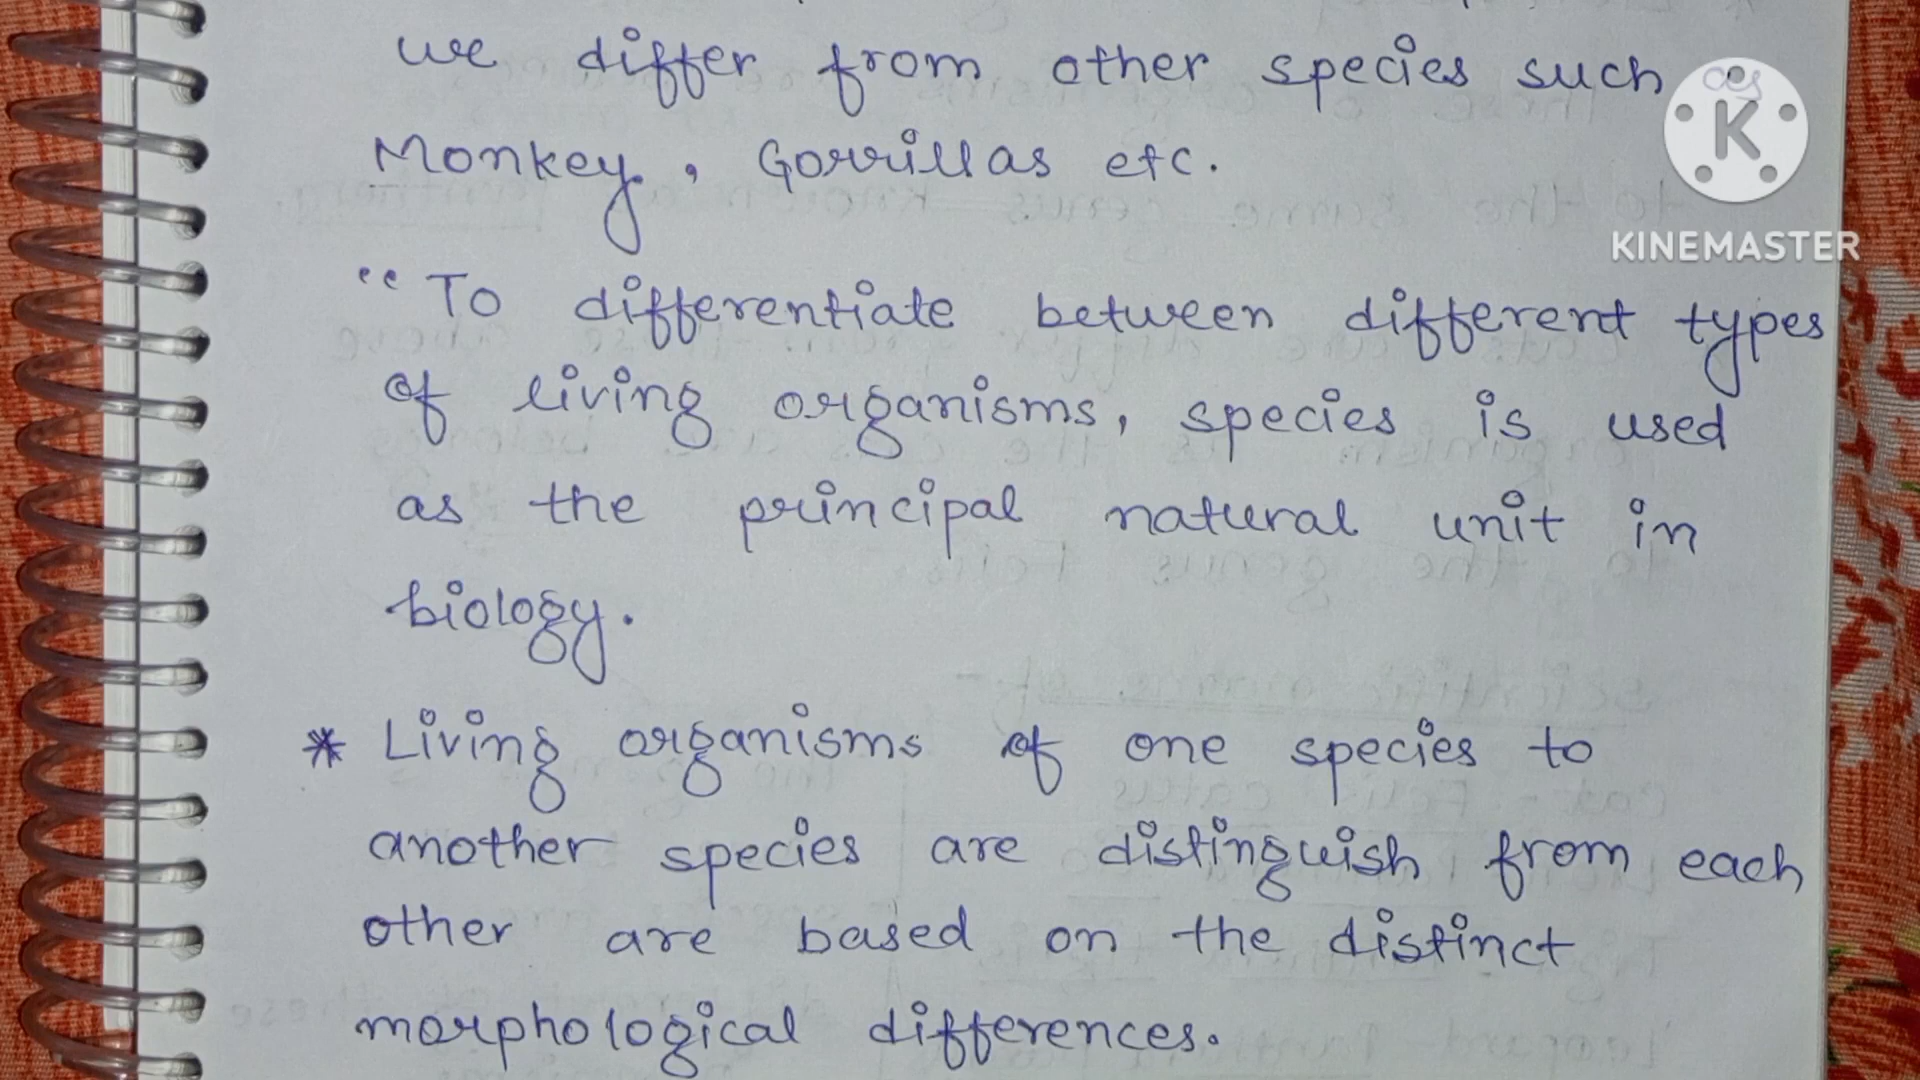 we differ from other species such as
Monkey, Gorrillas etc.
K
KINEMASTER
“ To differentiate between different types
of living organisms, species is used
as the principal natural unit in
biology.
* Living organisms of one species to
another species are distinguish from each
other are based on the distinct
morphological differences.